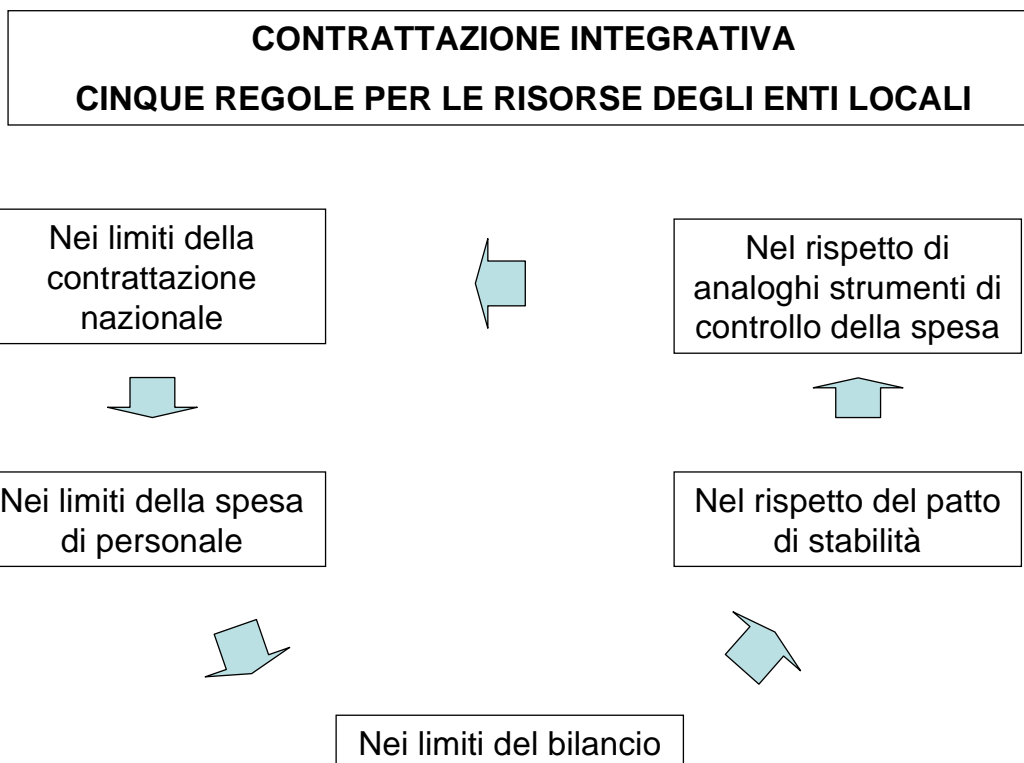 CONTRATTAZIONE INTEGRATIVA
CINQUE REGOLE PER LE RISORSE DEGLI ENTI LOCALI
Nei limiti della
contrattazione
nazionale
Nel rispetto di
analoghi strumenti di
controllo della spesa
Nei limiti della spesa
di personale
Nel rispetto del patto
di stabilità
Nei limiti del bilancio